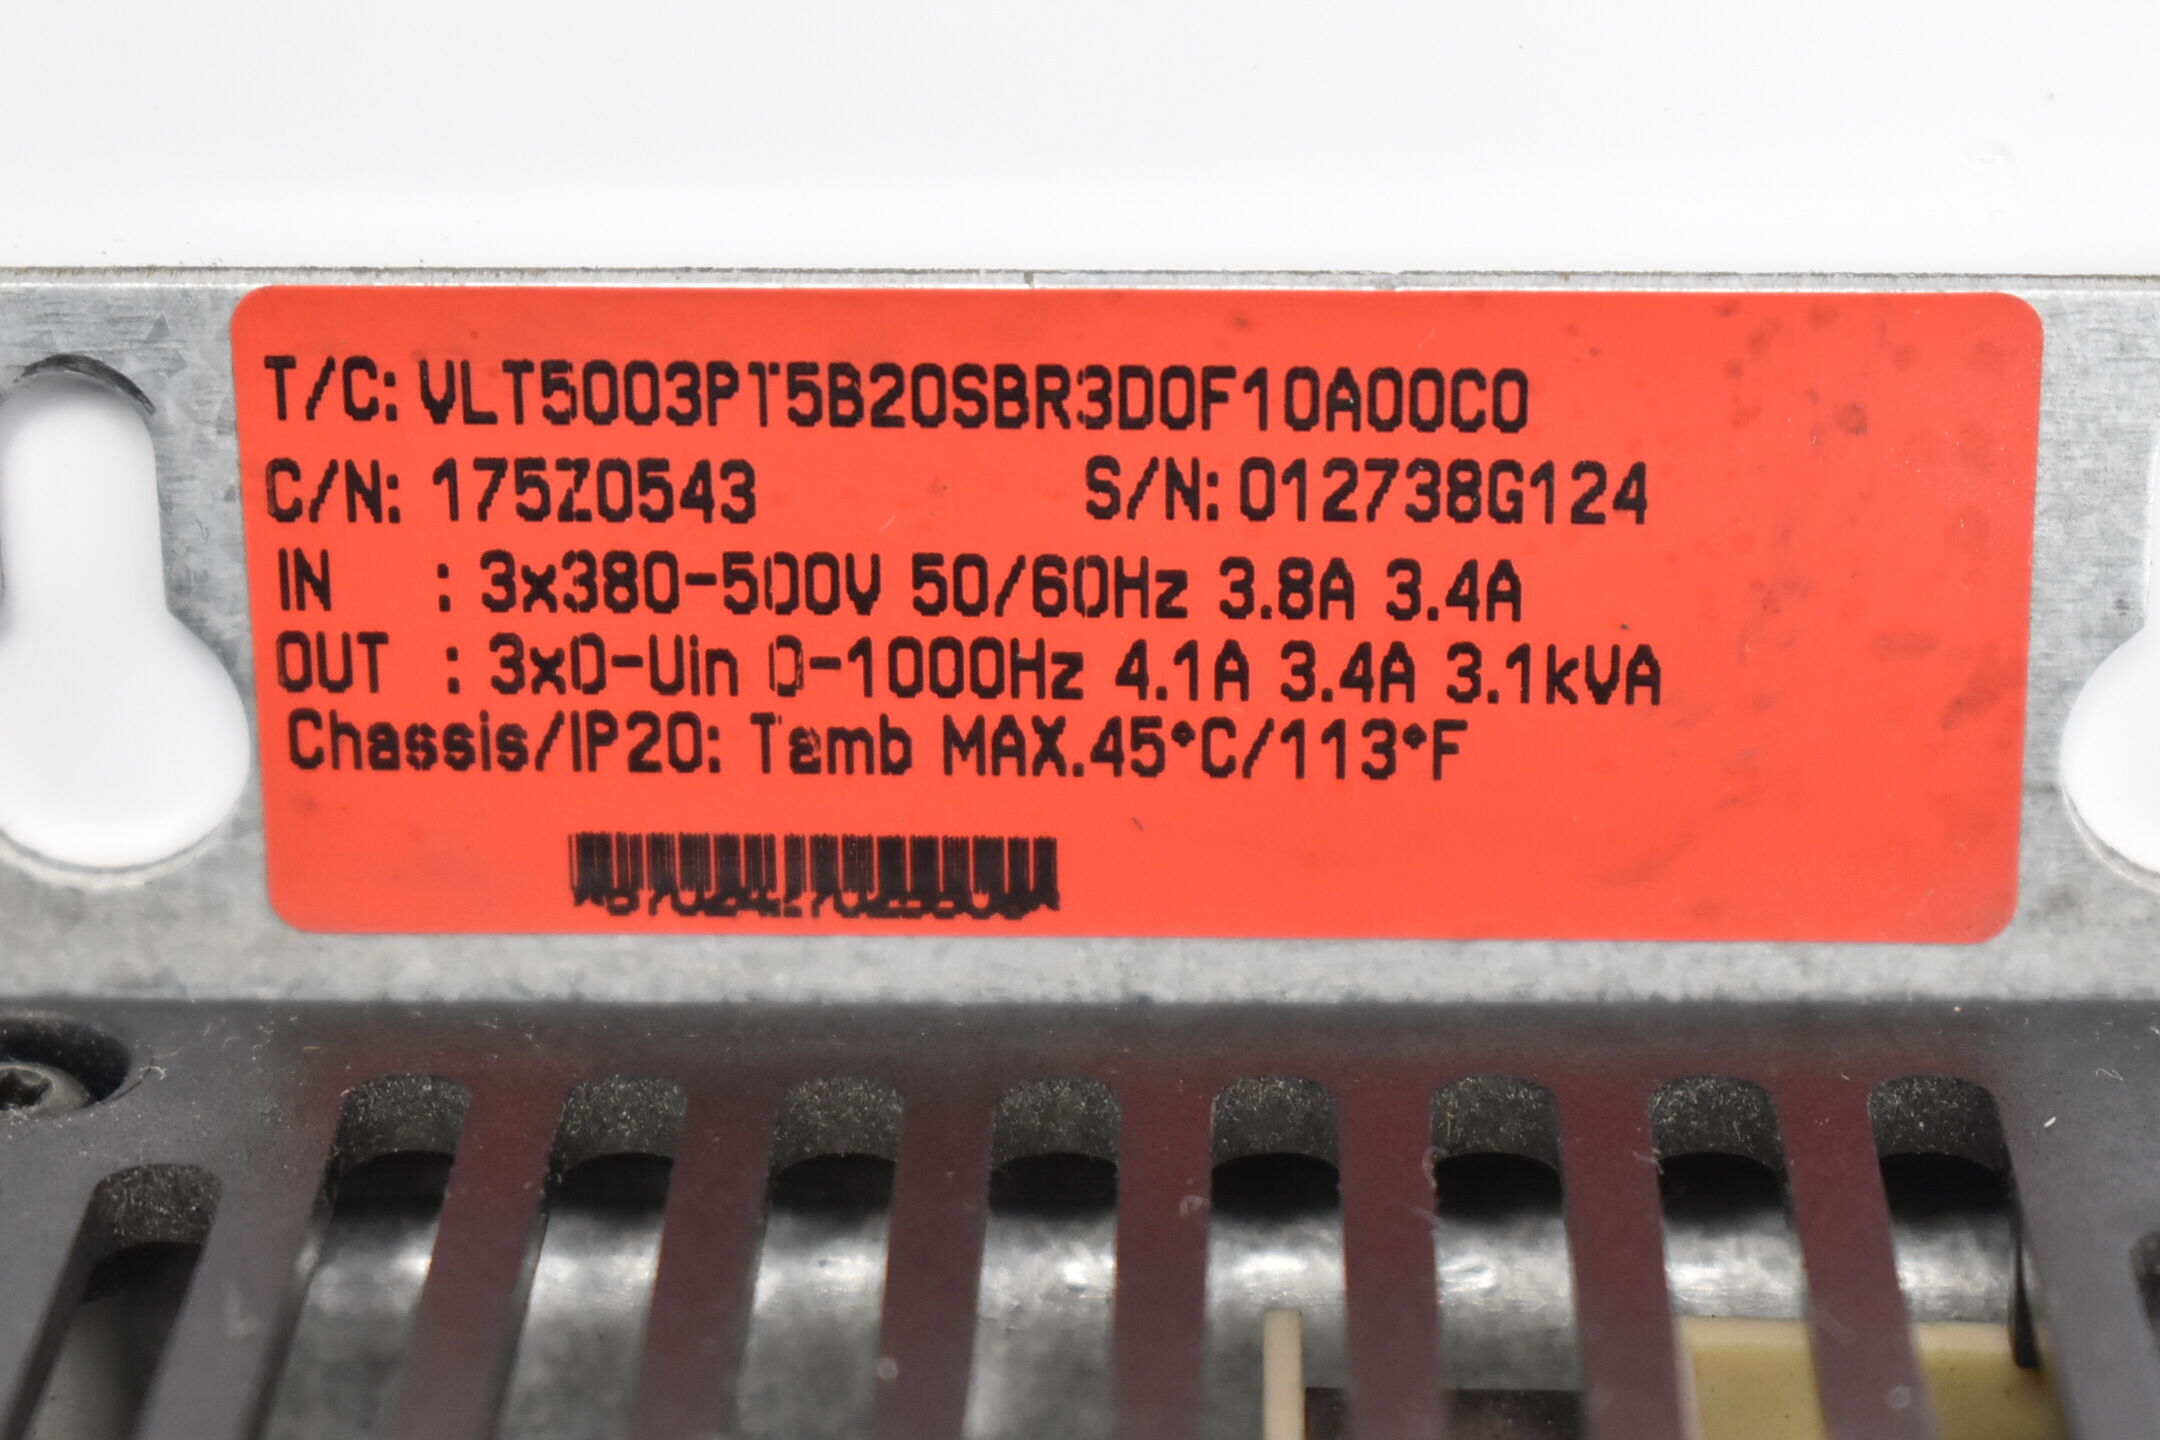 T/C: VLT5003PT5B20SBR3D0F10A00C0
C/N: 175Z0543 S/N: 012738G124
IN : 3x380-500V 50/60Hz 3.8A 3.4A
OUT : 3x0-Uin 0-1000Hz 4.1A 3.4A 3.1kVA
Chassis/IP20: Tamb MAX.45°C/113°F